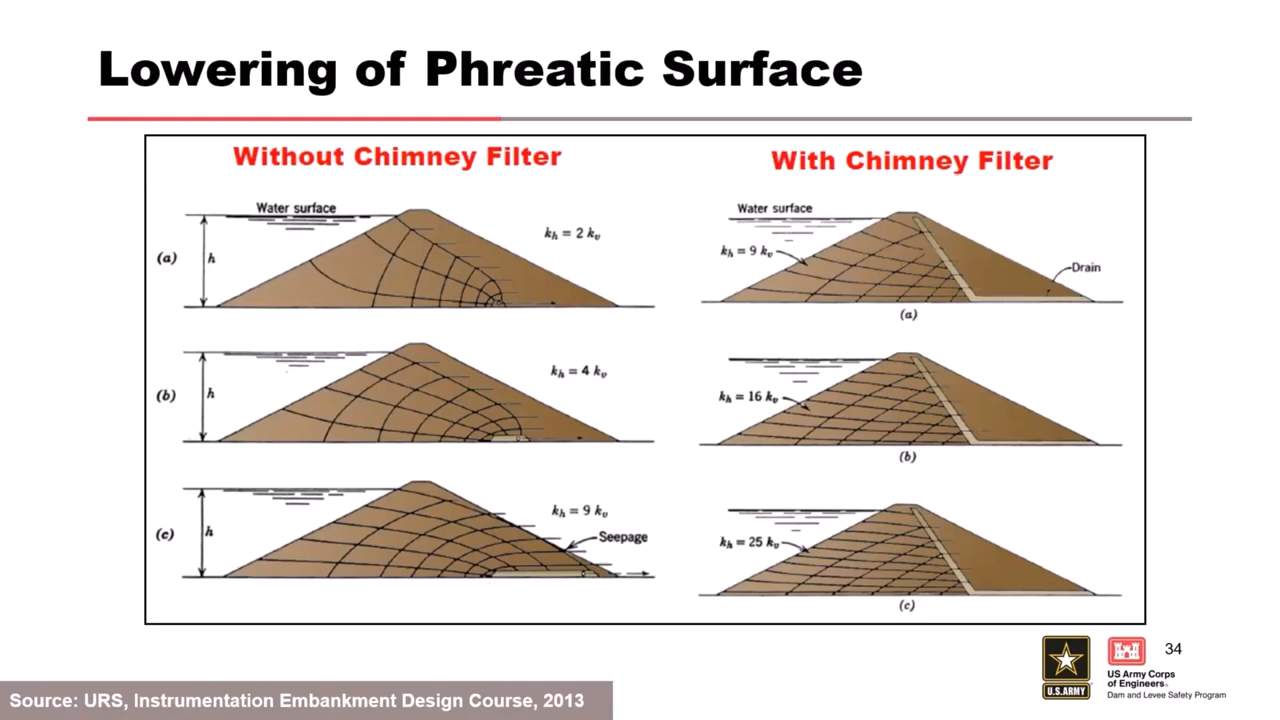 Lowering of Phreatic Surface
Without Chimney Filter
Water surface
(a)
h
kh = 2 kv
(b)
h
kh = 4 kv
(c)
h
kh = 9 kv
Seepage
With Chimney Filter
Water surface
kh = 9 kv
Drain
(a)
kh = 16 kv
(b)
kh = 25 kv
(c)
34
U.S.ARMY
US Army Corps
of Engineers®
Dam and Levee Safety Program
Source: URS, Instrumentation Embankment Design Course, 2013